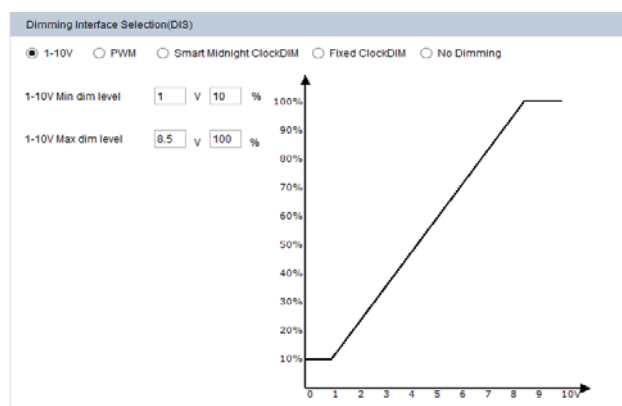 Dimming Interface Selection(DIS)
1-10V PWM Smart Midnight ClockDIM Fixed ClockDIM No Dimming
1-10V Min dim level 1 V 10 %
1-10V Max dim level 8.5 V 100 %
100%
90%
80%
70%
60%
50%
40%
30%
20%
10%
0 1 2 3 4 5 6 7 8 9 10V